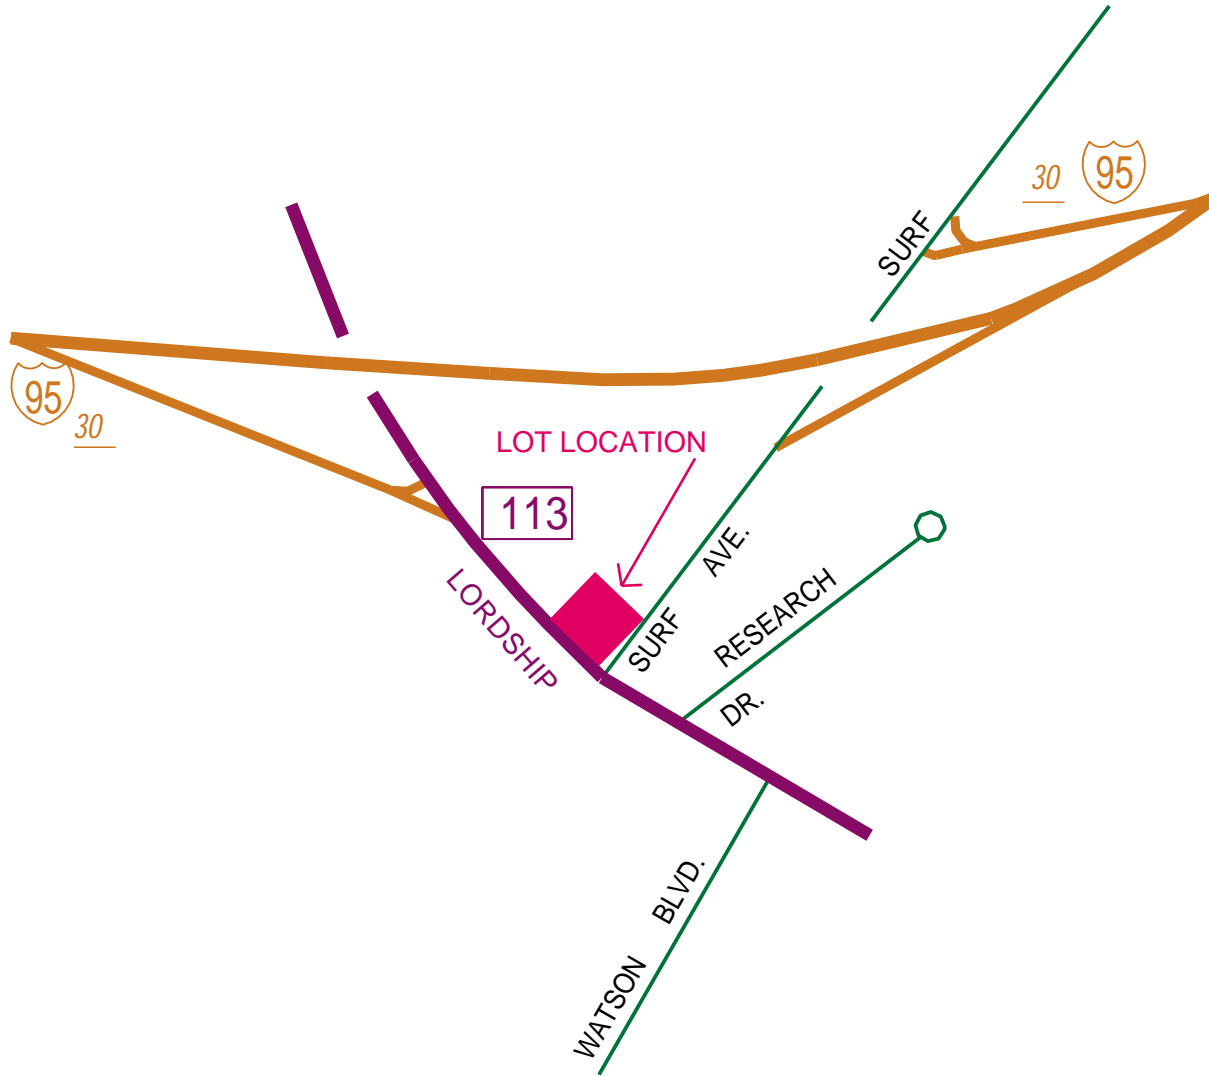 30
95
SURF
95
30
LOT LOCATION
113
AVE.
LORDSHIP
SURF
RESEARCH
DR.
BLVD.
WATSON